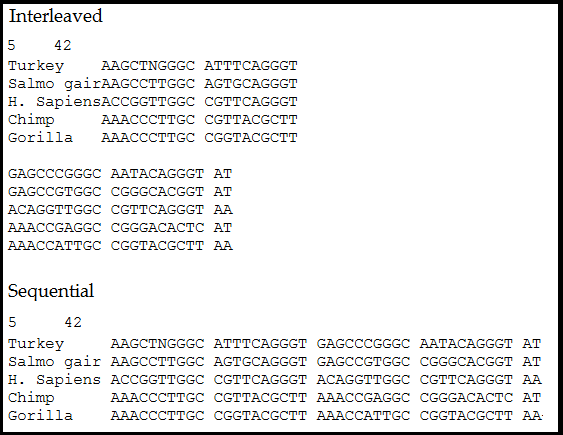 Interleaved
5    42
Turkey    AAGCTNGGGC ATTTCAGGGT
Salmo gairAAGCCTTGGC AGTGCAGGGT
H. SapiensACCGGTTGGC CGTTCAGGGT
Chimp     AAACCCTTGC CGTTACGCTT
Gorilla   AAACCCTTGC CGGTACGCTT
GAGCCCGGGC AATACAGGGT AT
GAGCCGTGGC CGGGCACGGT AT
ACAGGTTGGC CGTTCAGGGT AA
AAACCGAGGC CGGGACACTC AT
AAACCATTGC CGGTACGCTT AA
Sequential
5     42
Turkey     AAGCTNGGGC ATTTCAGGGT GAGCCCGGGC AATACAGGGT AT
Salmo gair AAGCCTTGGC AGTGCAGGGT GAGCCGTGGC CGGGCACGGT AT
H. Sapiens ACCGGTTGGC CGTTCAGGGT ACAGGTTGGC CGTTCAGGGT AA
Chimp      AAACCCTTGC CGTTACGCTT AAACCGAGGC CGGGACACTC AT
Gorilla    AAACCCTTGC CGGTACGCTT AAACCATTGC CGGTACGCTT AA